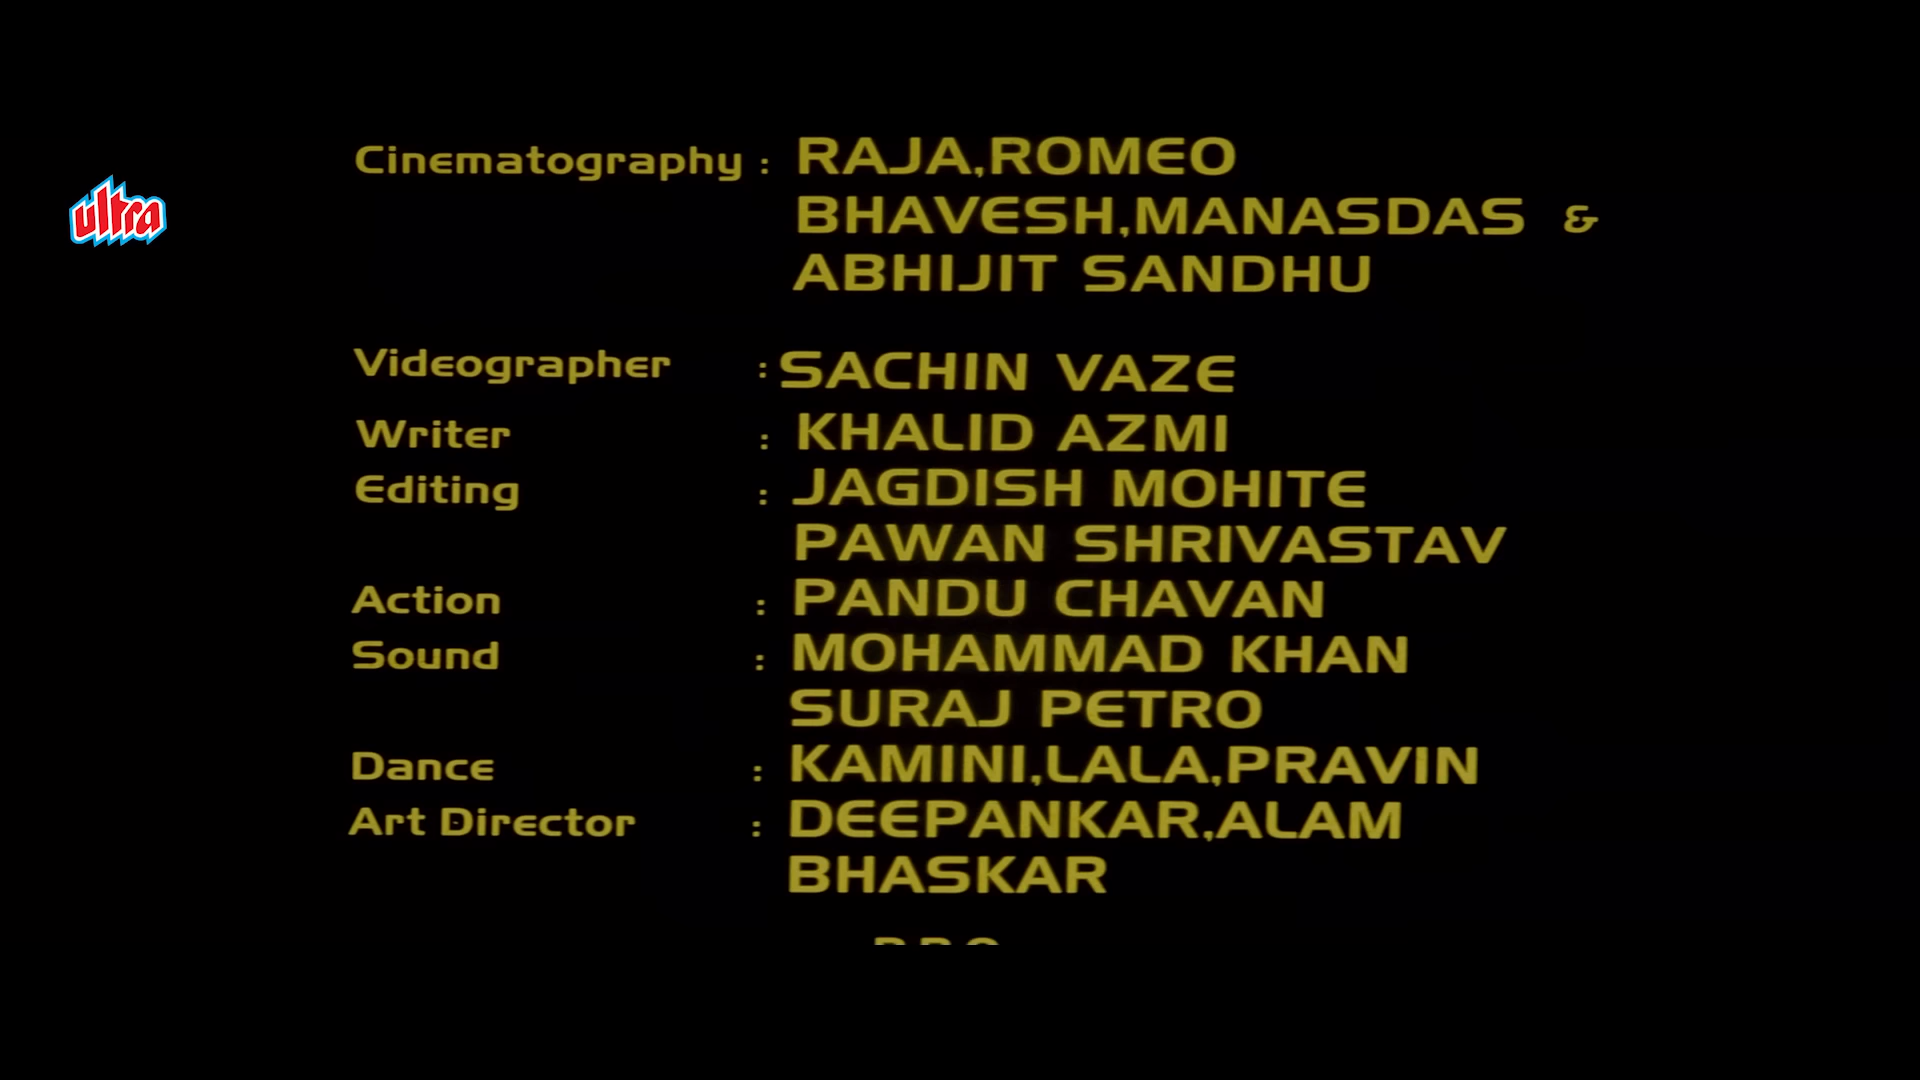 Cinematography : RAJA,ROMEO
ultra
BHAVESH,MANASDAS &
ABHIJIT SANDHU
Videographer : SACHIN VAZE
Writer : KHALID AZMI
Editing : JAGDISH MOHITE
PAWAN SHRIVASTAV
Action : PANDU CHAVAN
Sound : MOHAMMAD KHAN
SURAJ PETRO
Dance : KAMINI,LALA,PRAVIN
Art Director : DEEPANKAR,ALAM
BHASKAR